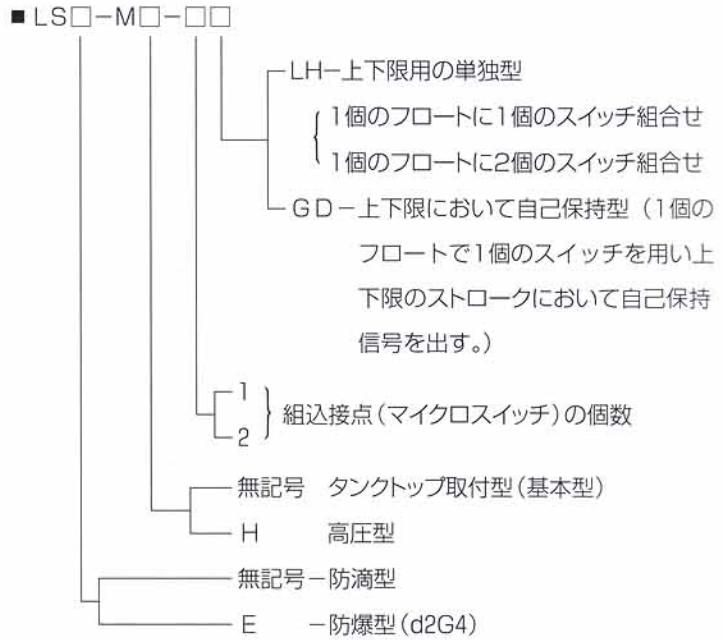 ■ LS□-M□-□□
LH-上下限用の単独型
1個のフロートに1個のスイッチ組合せ
1個のフロートに2個のスイッチ組合せ
GD-上下限において自己保持型（1個の
フロートで1個のスイッチを用い上
下限のストロークにおいて自己保持
信号を出す。）
1
2
組込接点（マイクロスイッチ）の個数
無記号 タンクトップ取付型（基本型）
H 高圧型
無記号-防滴型
E -防爆型（d2G4）